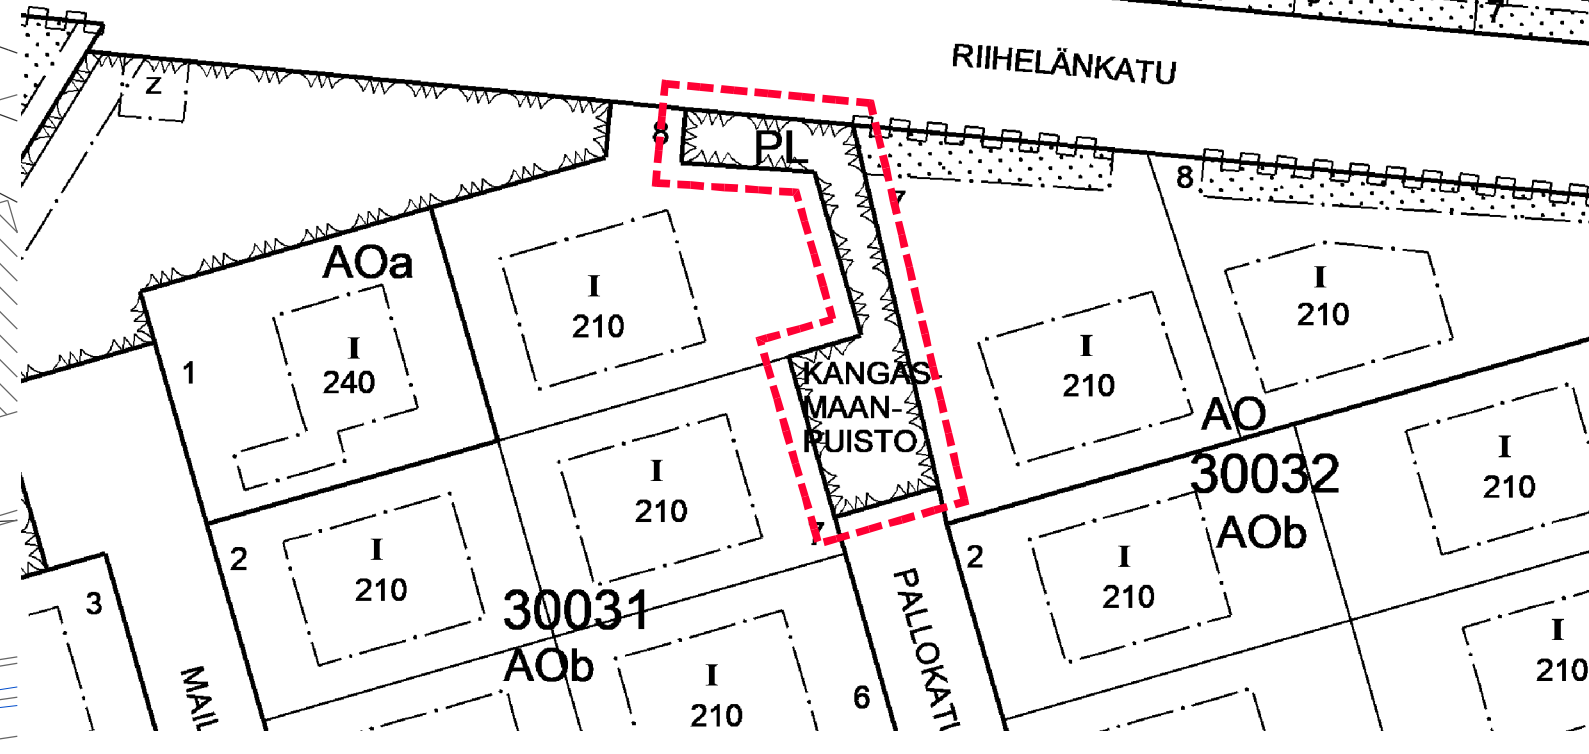 7
RIIHELÄNKATU
Z
8
PL
7
8
AOa
I
210
I
210
I
210
I
240
1
I
210
KANGAS-
MAAN-
PUISTO
AO
30032
AOb
I
210
I
210
7
2
I
210
2
I
210
3
30031
AOb
PALLOKATU
I
210
MAIL
I
210
6